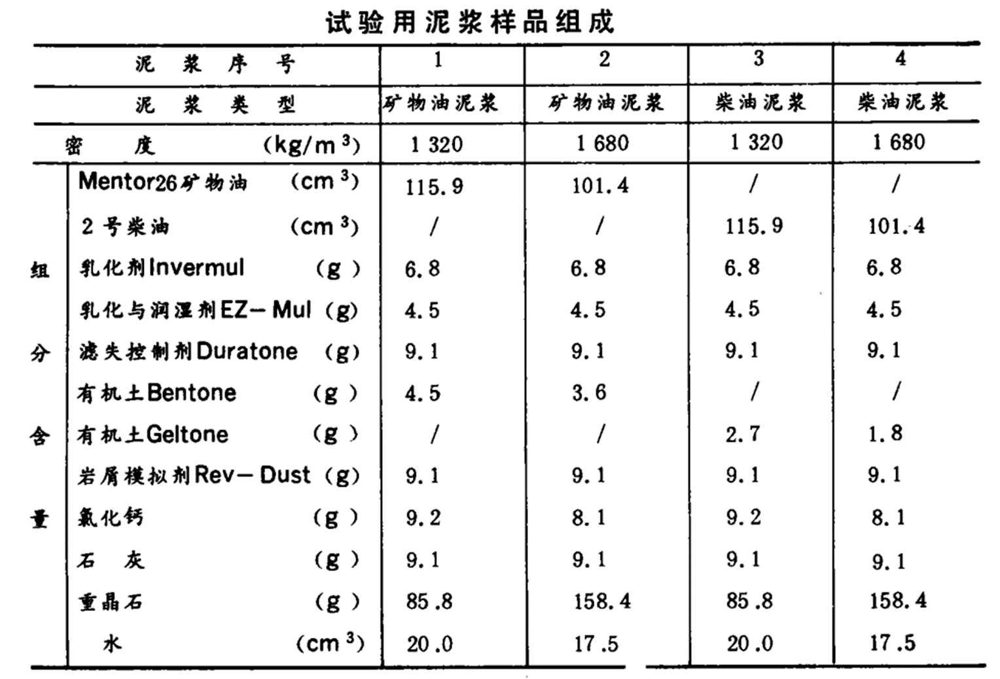 试验用泥浆样品组成
泥浆序号 1 2 3 4
泥浆类型 矿物油泥浆 矿物油泥浆 柴油泥浆 柴油泥浆
密度 (kg/m³) 1 320 1 680 1 320 1 680
组分含量
Mentor26矿物油 (cm³) 115.9 101.4 / /
2号柴油 (cm³) / / 115.9 101.4
乳化剂Invermul (g) 6.8 6.8 6.8 6.8
乳化与润湿剂EZ-Mul (g) 4.5 4.5 4.5 4.5
滤失控制剂Duratone (g) 9.1 9.1 9.1 9.1
有机土Bentone (g) 4.5 3.6 / /
有机土Geltone (g) / / 2.7 1.8
岩屑模拟剂Rev-Dust (g) 9.1 9.1 9.1 9.1
氯化钙 (g) 9.2 8.1 9.2 8.1
石灰 (g) 9.1 9.1 9.1 9.1
重晶石 (g) 85.8 158.4 85.8 158.4
水 (cm³) 20.0 17.5 20.0 17.5